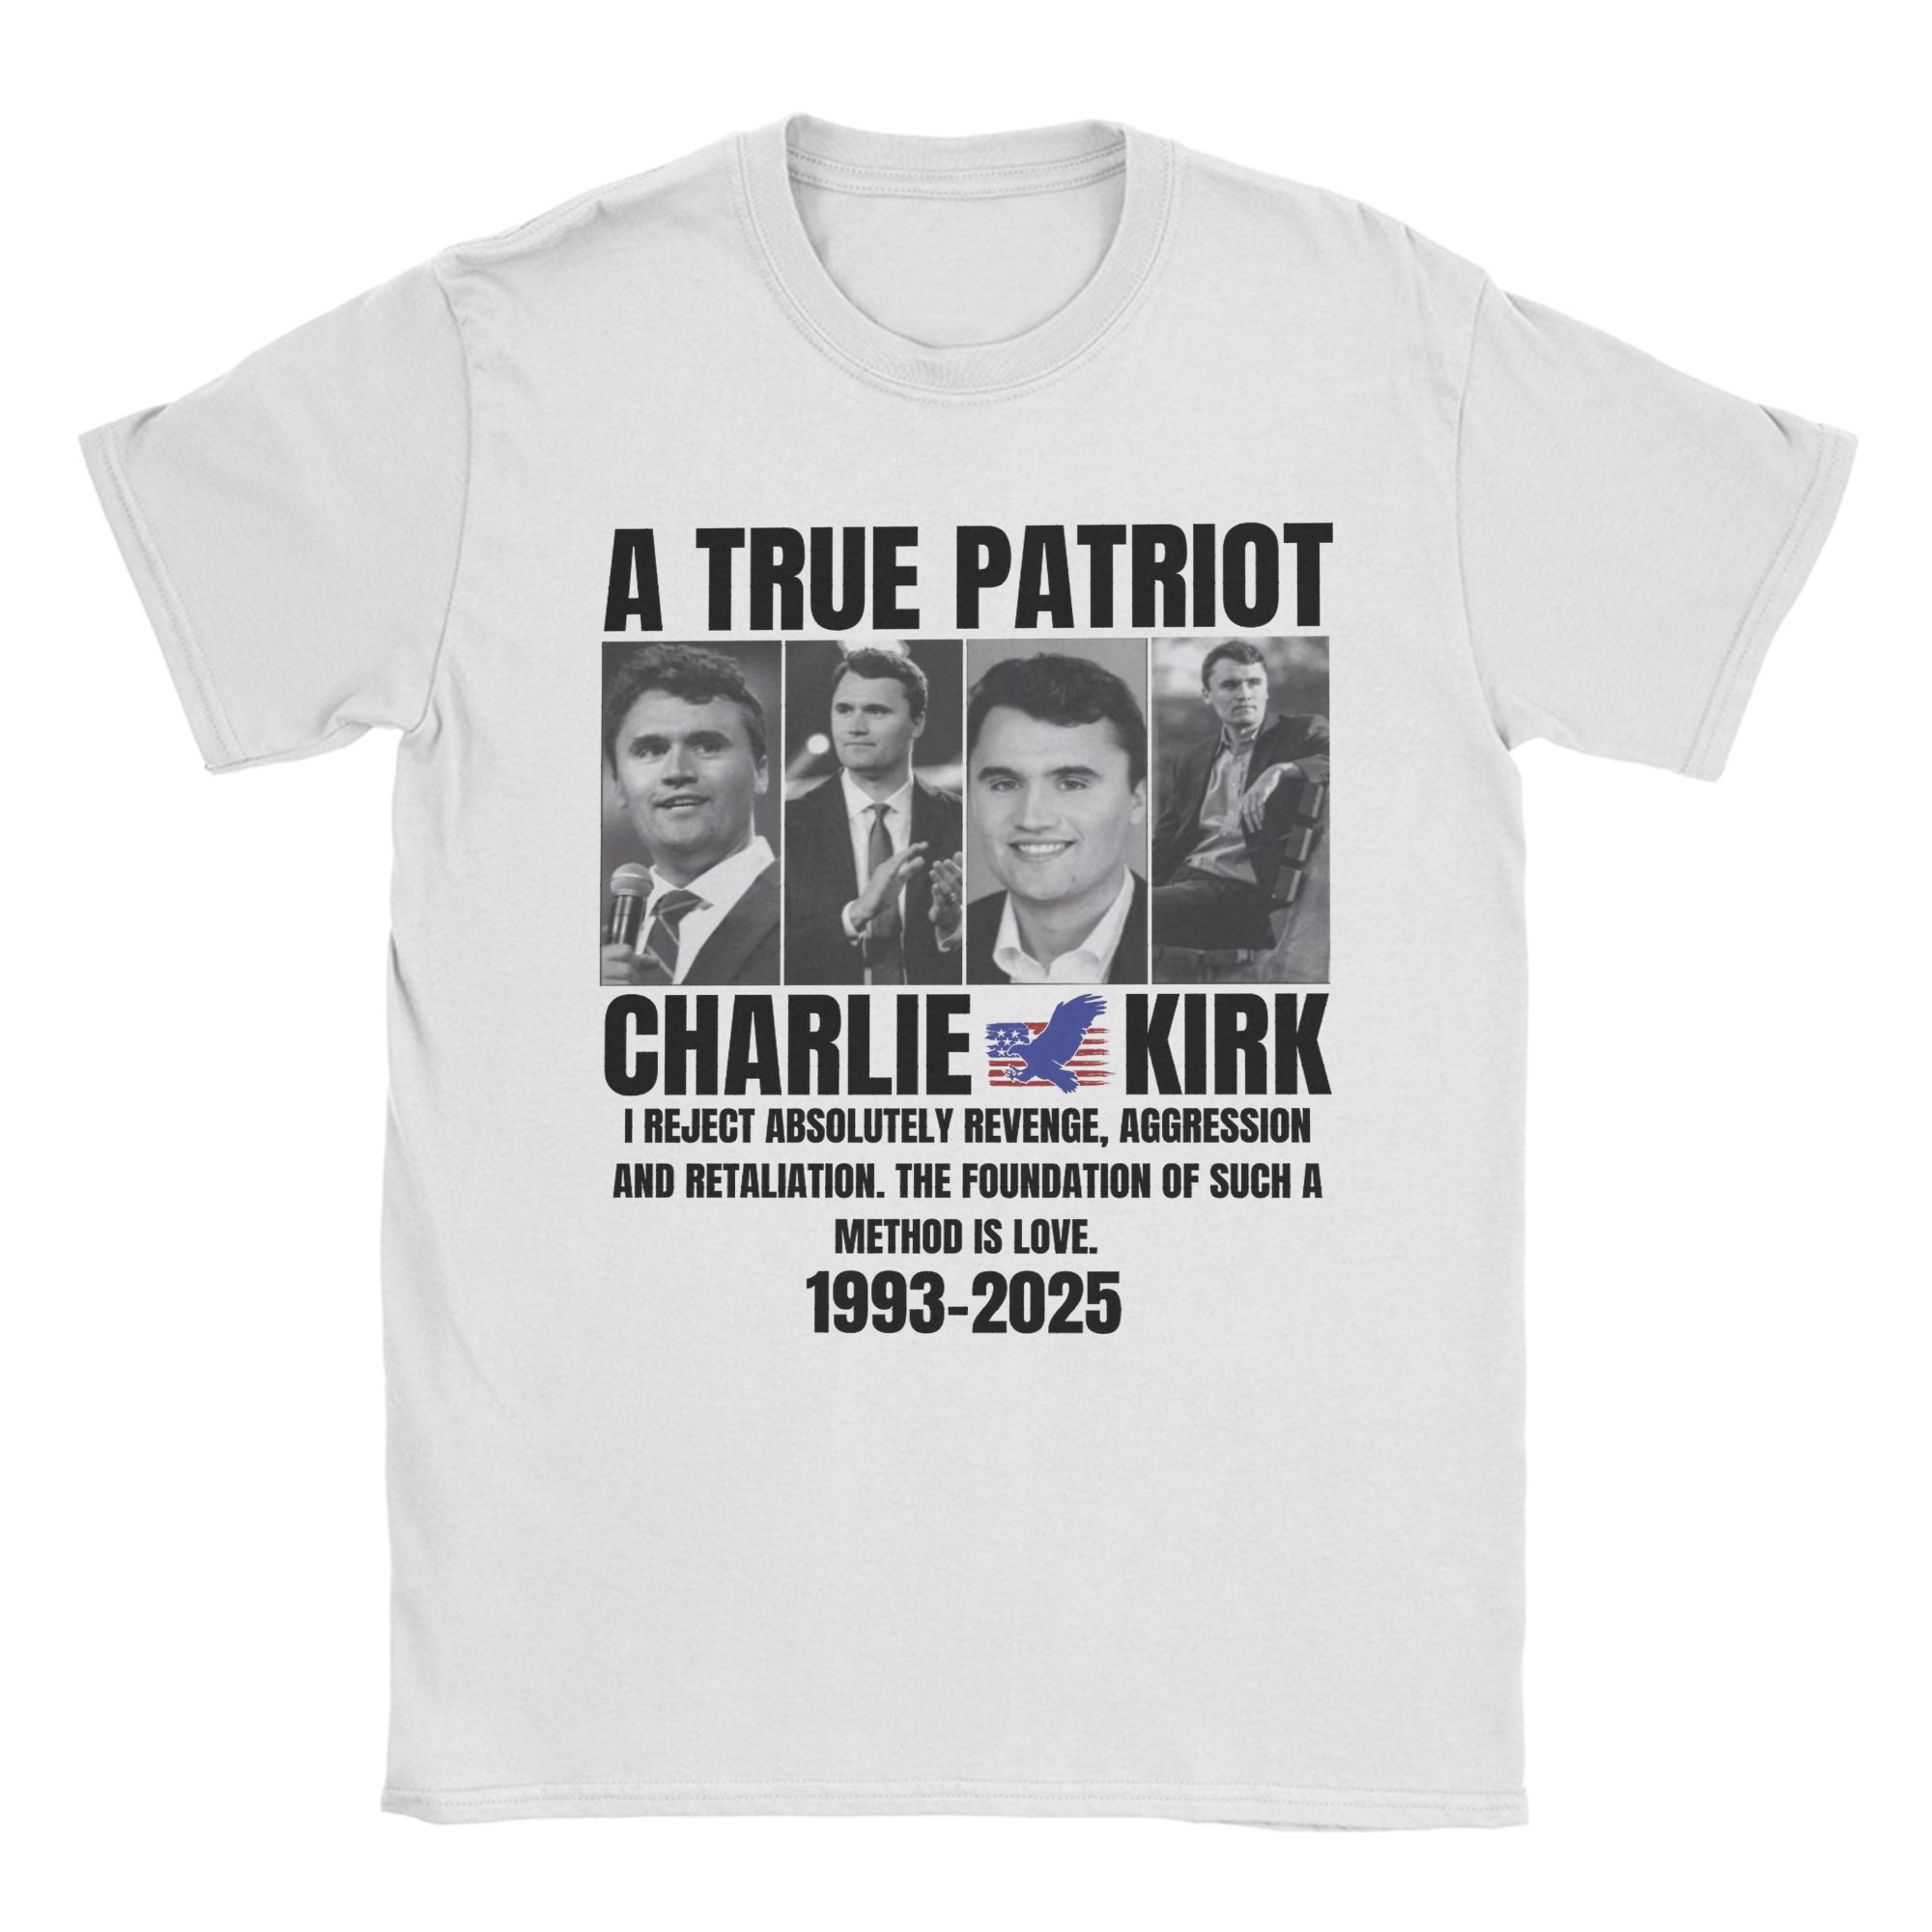 A TRUE PATRIOT
CHARLIE KIRK
I REJECT ABSOLUTELY REVENGE, AGGRESSION
AND RETALIATION. THE FOUNDATION OF SUCH A
METHOD IS LOVE.
1993-2025